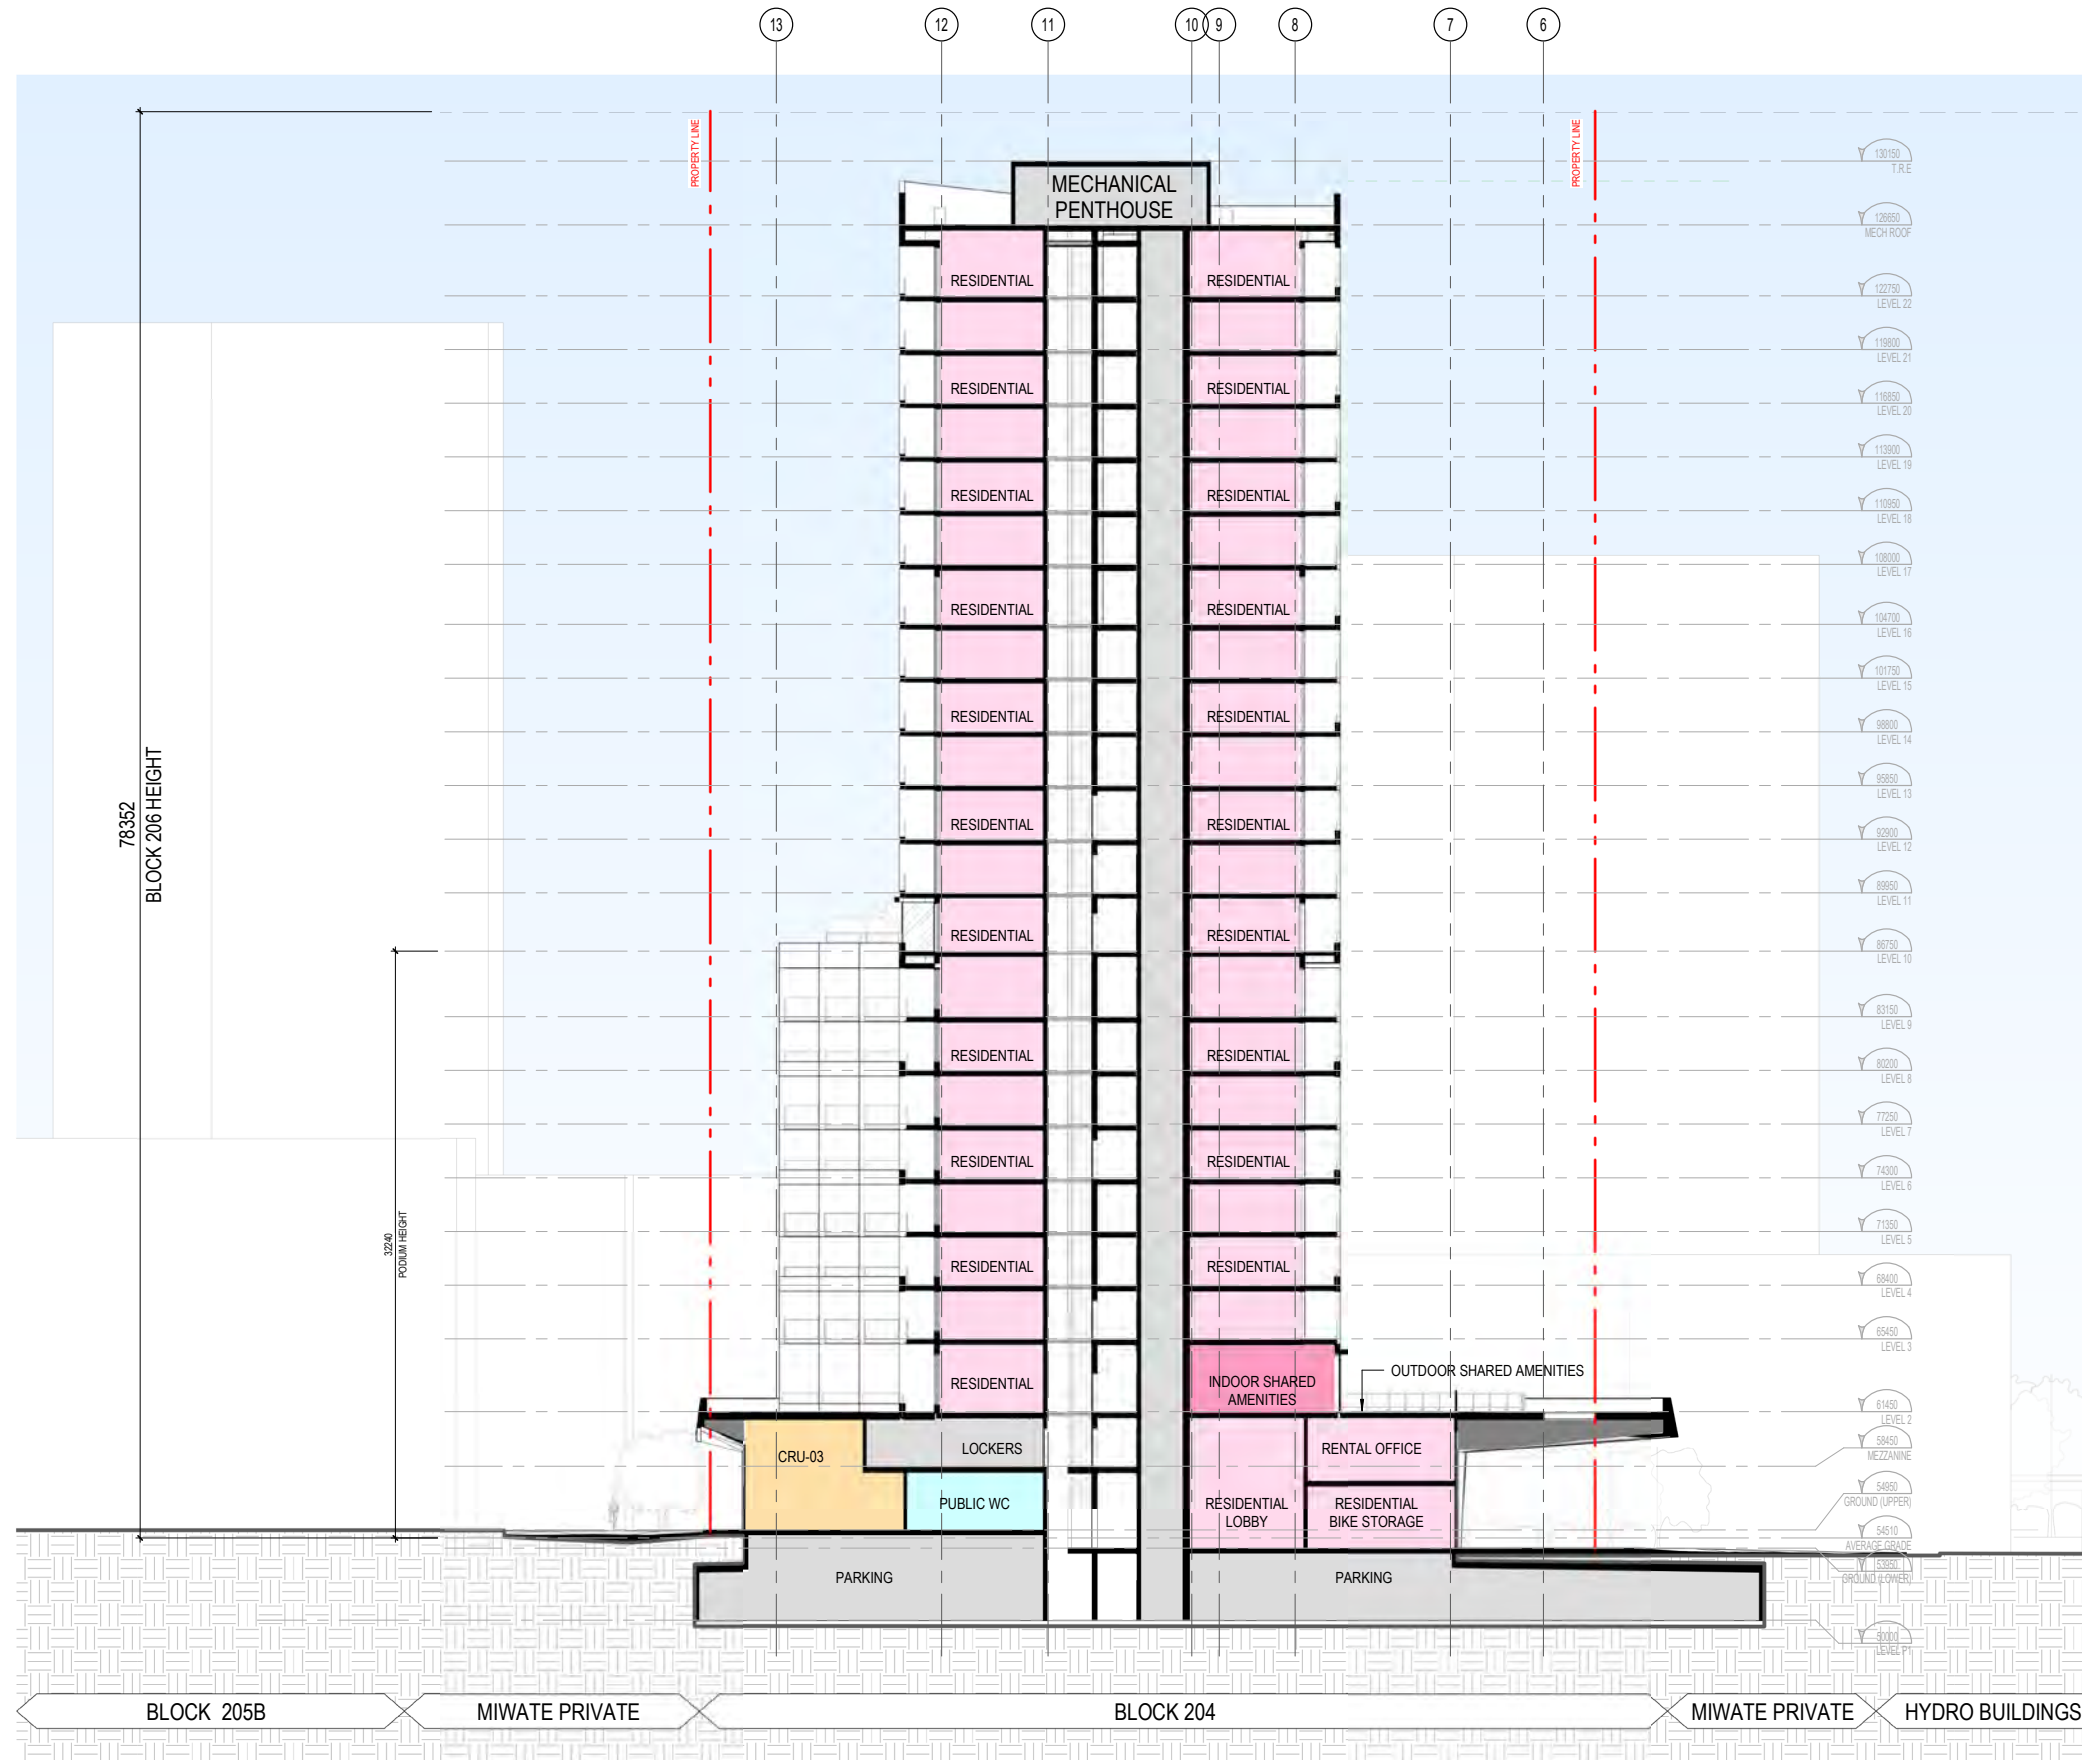 13 12 11 10 9 8 7 6
PROPERTY LINE PROPERTY LINE
130150
T.R.E
MECHANICAL
PENTHOUSE
126650
MECH ROOF
RESIDENTIAL RESIDENTIAL
122750
LEVEL 22
119800
LEVEL 21
RESIDENTIAL RESIDENTIAL
116850
LEVEL 20
113900
LEVEL 19
RESIDENTIAL RESIDENTIAL
110950
LEVEL 18
108000
LEVEL 17
RESIDENTIAL RESIDENTIAL
104700
LEVEL 16
101750
LEVEL 15
RESIDENTIAL RESIDENTIAL
98800
LEVEL 14
95850
LEVEL 13
78352
BLOCK 206 HEIGHT
RESIDENTIAL RESIDENTIAL
92900
LEVEL 12
89950
LEVEL 11
RESIDENTIAL RESIDENTIAL
86750
LEVEL 10
83150
LEVEL 9
RESIDENTIAL RESIDENTIAL
80200
LEVEL 8
77250
LEVEL 7
RESIDENTIAL RESIDENTIAL
74300
LEVEL 6
71350
LEVEL 5
32240
PODIUM HEIGHT
RESIDENTIAL RESIDENTIAL
68400
LEVEL 4
65450
LEVEL 3
OUTDOOR SHARED AMENITIES
RESIDENTIAL
INDOOR SHARED
AMENITIES
61450
LEVEL 2
CRU-03
LOCKERS
RENTAL OFFICE
58450
MEZZANINE
54950
GROUND (UPPER)
PUBLIC WC
RESIDENTIAL
LOBBY
RESIDENTIAL
BIKE STORAGE
54510
AVERAGE GRADE
53950
GROUND (LOWER)
PARKING PARKING
50000
LEVEL P1
BLOCK 205B MIWATE PRIVATE BLOCK 204 MIWATE PRIVATE HYDRO BUILDINGS